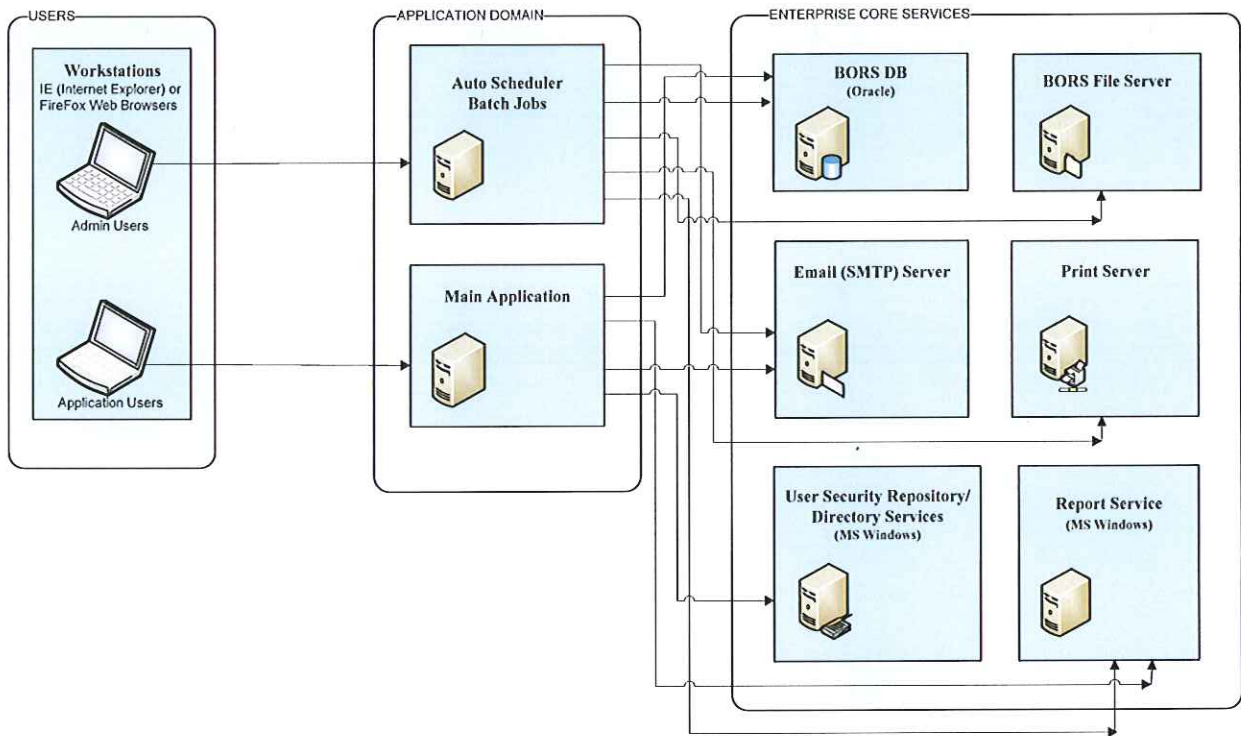 USERS
APPLICATION DOMAIN
ENTERPRISE CORE SERVICES
Workstations
IE (Internet Explorer) or
FireFox Web Browsers
Admin Users
Application Users
Auto Scheduler
Batch Jobs
Main Application
BORS DB
(Oracle)
BORS File Server
Email (SMTP) Server
Print Server
User Security Repository/
Directory Services
(MS Windows)
Report Service
(MS Windows)